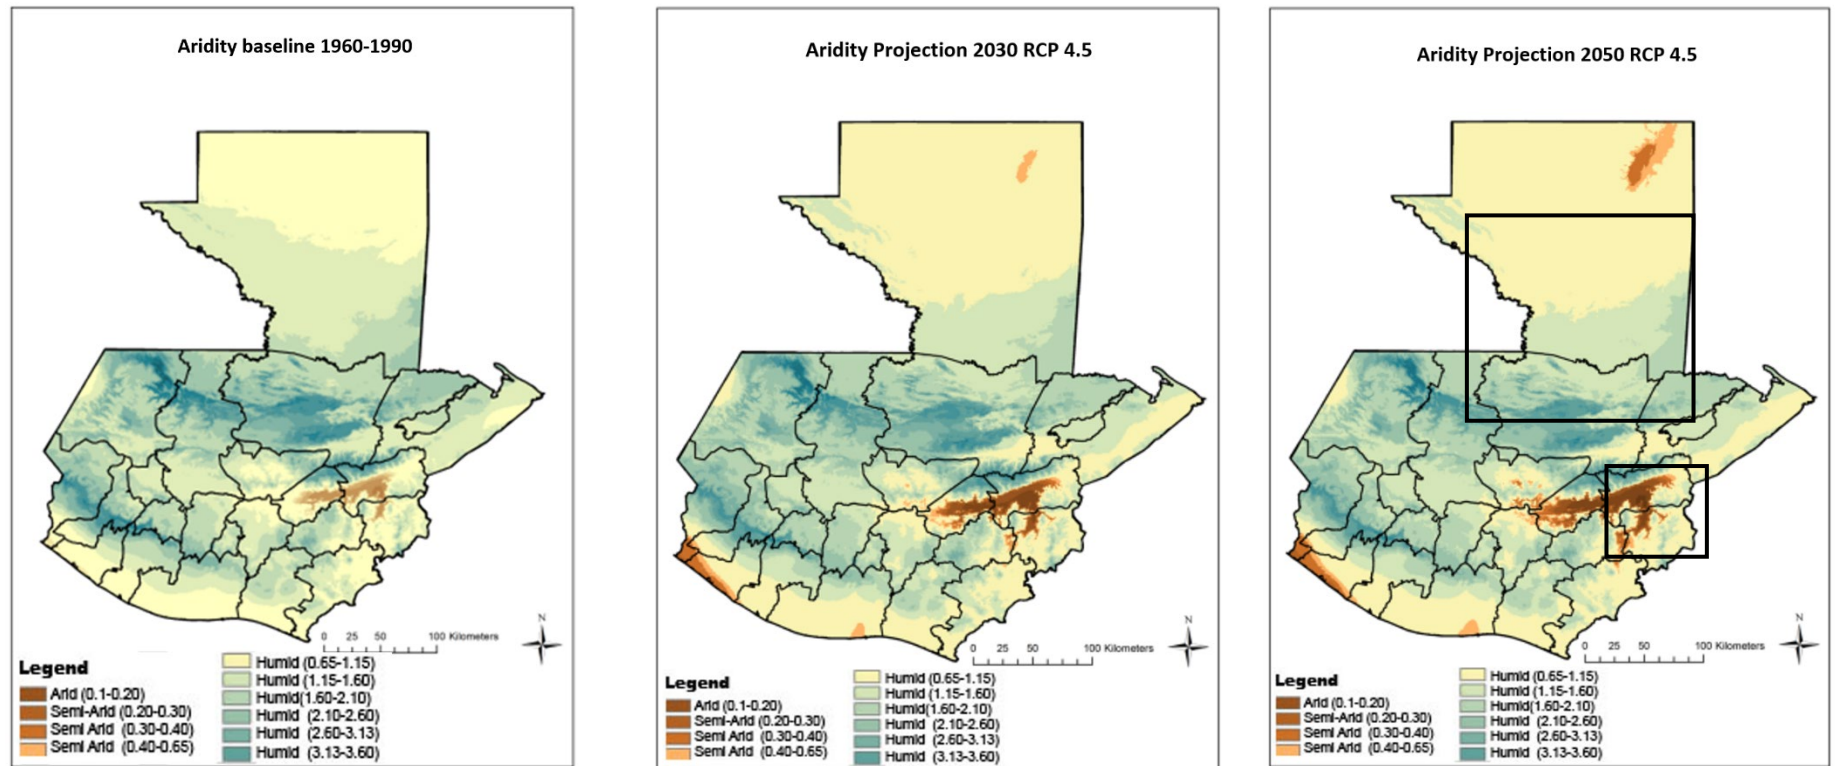 Aridity baseline 1960-1990
N
0 25 50 100 Kilometers
Legend
Arid (0.1-0.20)
Semi-Arid (0.20-0.30)
Semi Arid (0.30-0.40)
Semi Arid (0.40-0.65)
Humid (0.65-1.15)
Humid (1.15-1.60)
Humid(1.60-2.10)
Humid (2.10-2.60)
Humid (2.60-3.13)
Humid (3.13-3.60)
Aridity Projection 2030 RCP 4.5
N
0 25 50 100 Kilometers
Legend
Arid (0.1-0.20)
Semi-Arid (0.20-0.30)
Semi Arid (0.30-0.40)
Semi Arid (0.40-0.65)
Humid (0.65-1.15)
Humid (1.15-1.60)
Humid(1.60-2.10)
Humid (2.10-2.60)
Humid (2.60-3.13)
Humid (3.13-3.60)
Aridity Projection 2050 RCP 4.5
N
0 25 50 100 Kilometers
Legend
Arid (0.1-0.20)
Semi-Arid (0.20-0.30)
Semi Arid (0.30-0.40)
Semi Arid (0.40-0.65)
Humid (0.65-1.15)
Humid (1.15-1.60)
Humid(1.60-2.10)
Humid (2.10-2.60)
Humid (2.60-3.13)
Humid (3.13-3.60)